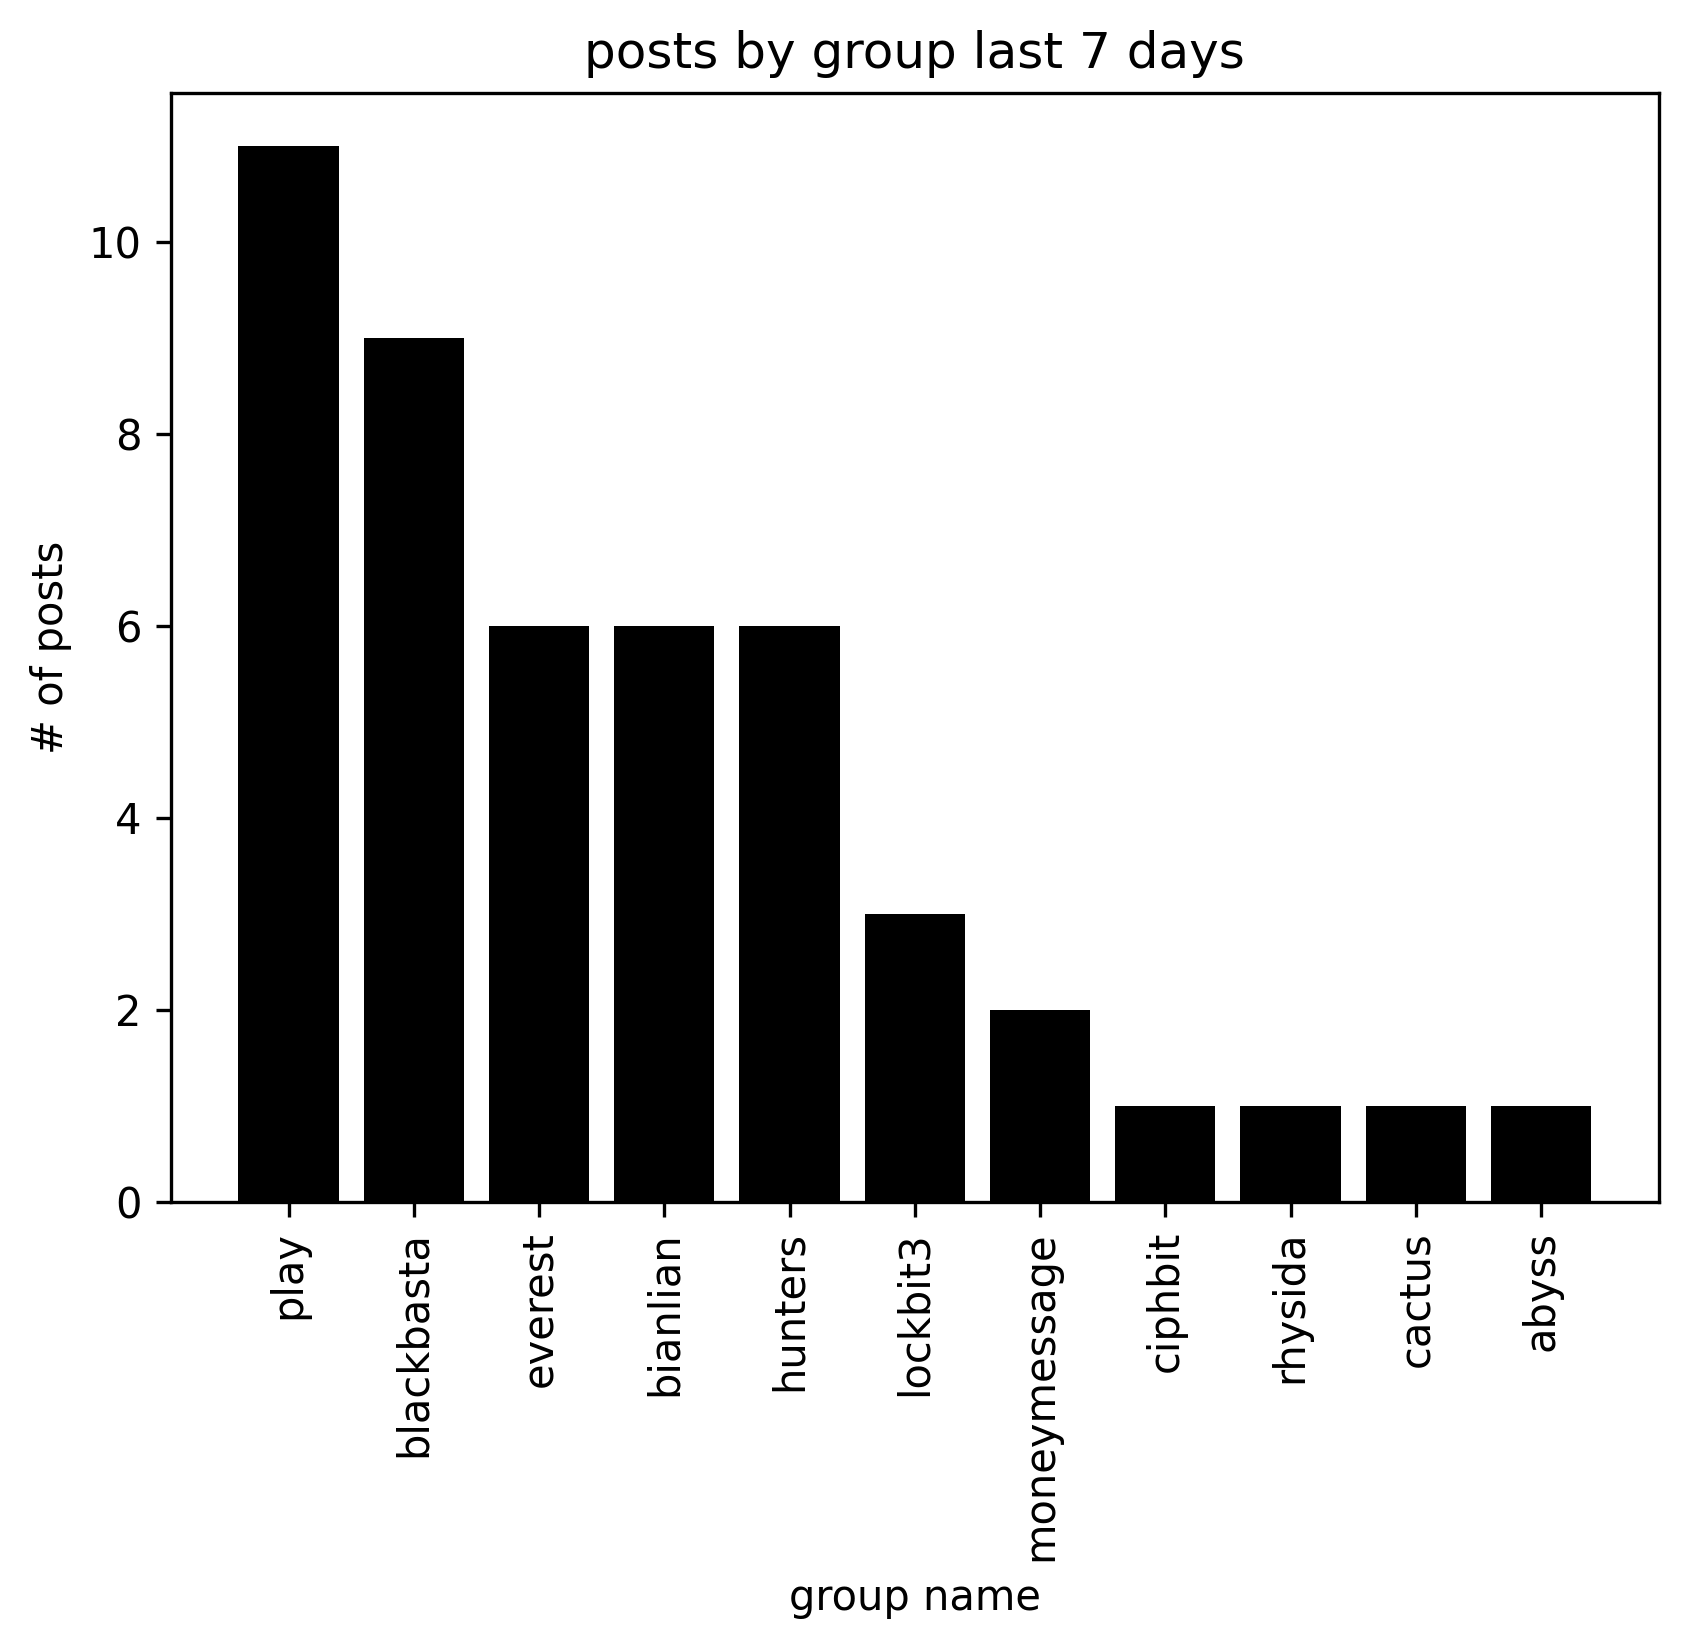 posts by group last 7 days
# of posts
10
8
6
4
2
0
play
blackbasta
everest
bianlian
hunters
lockbit3
moneymessage
ciphbit
rhysida
cactus
abyss
group name